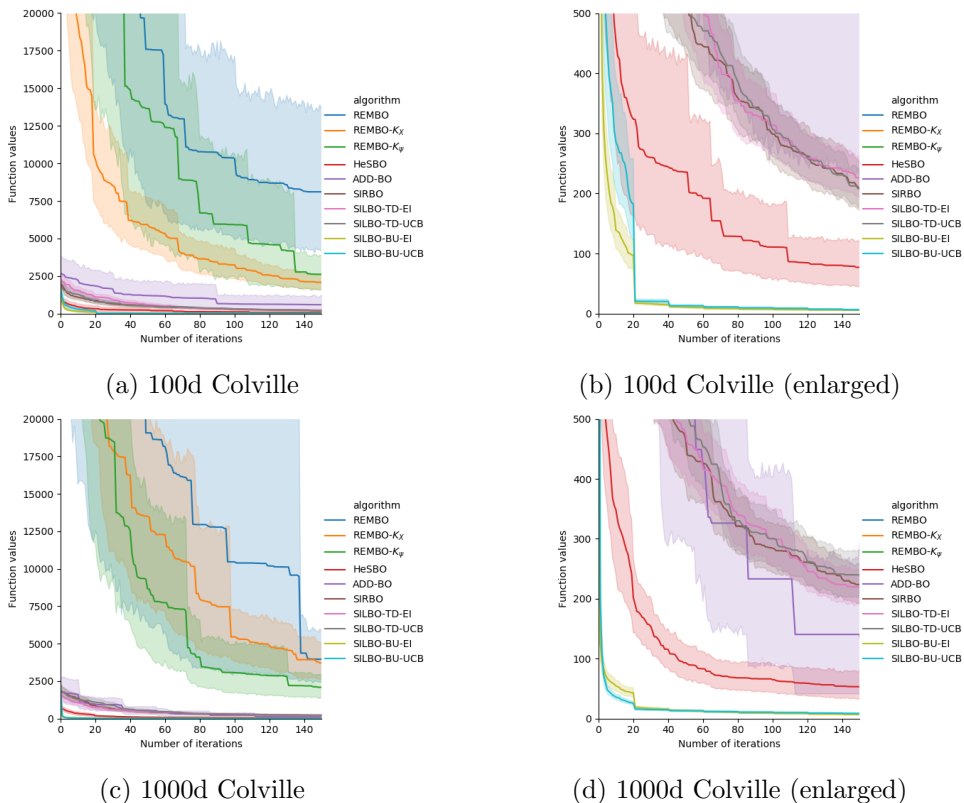 20000
17500
15000
12500
10000
7500
5000
2500
0
Function values
0 20 40 60 80 100 120 140
Number of iterations
algorithm
REMBO
REMBO-Kχ
REMBO-Kψ
HeSBO
ADD-BO
SIRBO
SILBO-TD-EI
SILBO-TD-UCB
SILBO-BU-EI
SILBO-BU-UCB
(a) 100d Colville
500
400
300
200
100
0
Function values
0 20 40 60 80 100 120 140
Number of iterations
algorithm
REMBO
REMBO-Kχ
REMBO-Kψ
HeSBO
ADD-BO
SIRBO
SILBO-TD-EI
SILBO-TD-UCB
SILBO-BU-EI
SILBO-BU-UCB
(b) 100d Colville (enlarged)
20000
17500
15000
12500
10000
7500
5000
2500
0
Function values
0 20 40 60 80 100 120 140
Number of iterations
algorithm
REMBO
REMBO-Kχ
REMBO-Kψ
HeSBO
ADD-BO
SIRBO
SILBO-TD-EI
SILBO-TD-UCB
SILBO-BU-EI
SILBO-BU-UCB
(c) 1000d Colville
500
400
300
200
100
0
Function values
0 20 40 60 80 100 120 140
Number of iterations
algorithm
REMBO
REMBO-Kχ
REMBO-Kψ
HeSBO
ADD-BO
SIRBO
SILBO-TD-EI
SILBO-TD-UCB
SILBO-BU-EI
SILBO-BU-UCB
(d) 1000d Colville (enlarged)